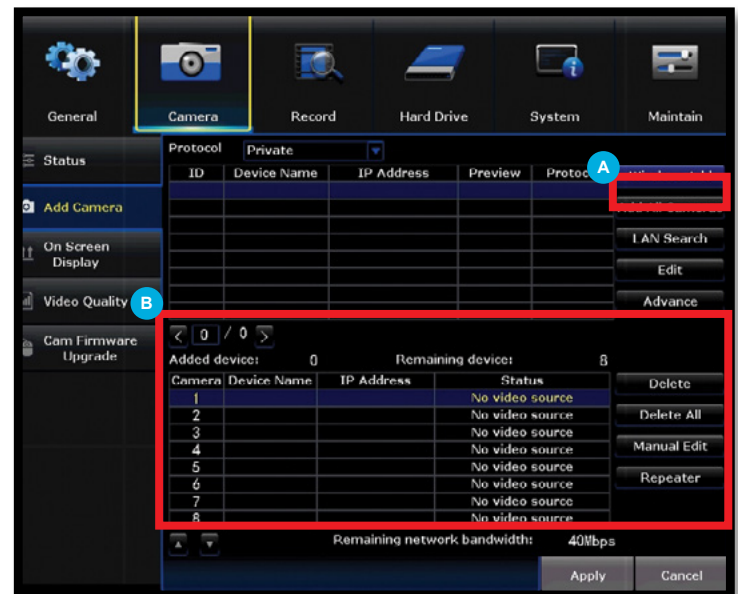 General Camera Record Hard Drive System Maintain
Status
Add Camera
On Screen
Display
Video Quality
Cam Firmware
Upgrade
Protocol Private
ID Device Name IP Address Preview Protoc
A
LAN Search
Edit
Advance
B
< 0 / 0 >
Added device: 0 Remaining device: 8
Camera Device Name IP Address Status
1 No video source
2 No video source
3 No video source
4 No video source
5 No video source
6 No video source
7 No video source
8 No video source
Delete
Delete All
Manual Edit
Repeater
Remaining network bandwidth: 40Mbps
Apply Cancel